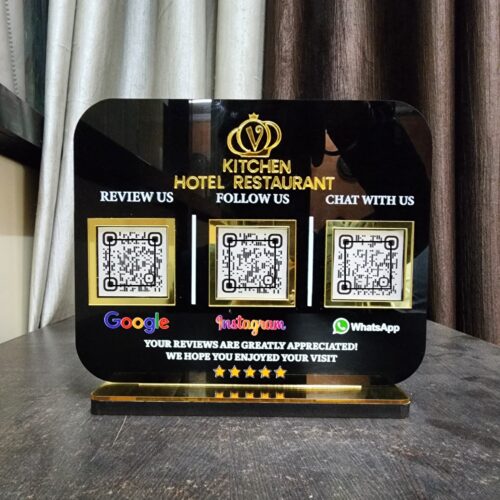 V
KITCHEN
HOTEL RESTAURANT
REVIEW US FOLLOW US CHAT WITH US
Google Instagram WhatsApp
YOUR REVIEWS ARE GREATLY APPRECIATED!
WE HOPE YOU ENJOYED YOUR VISIT